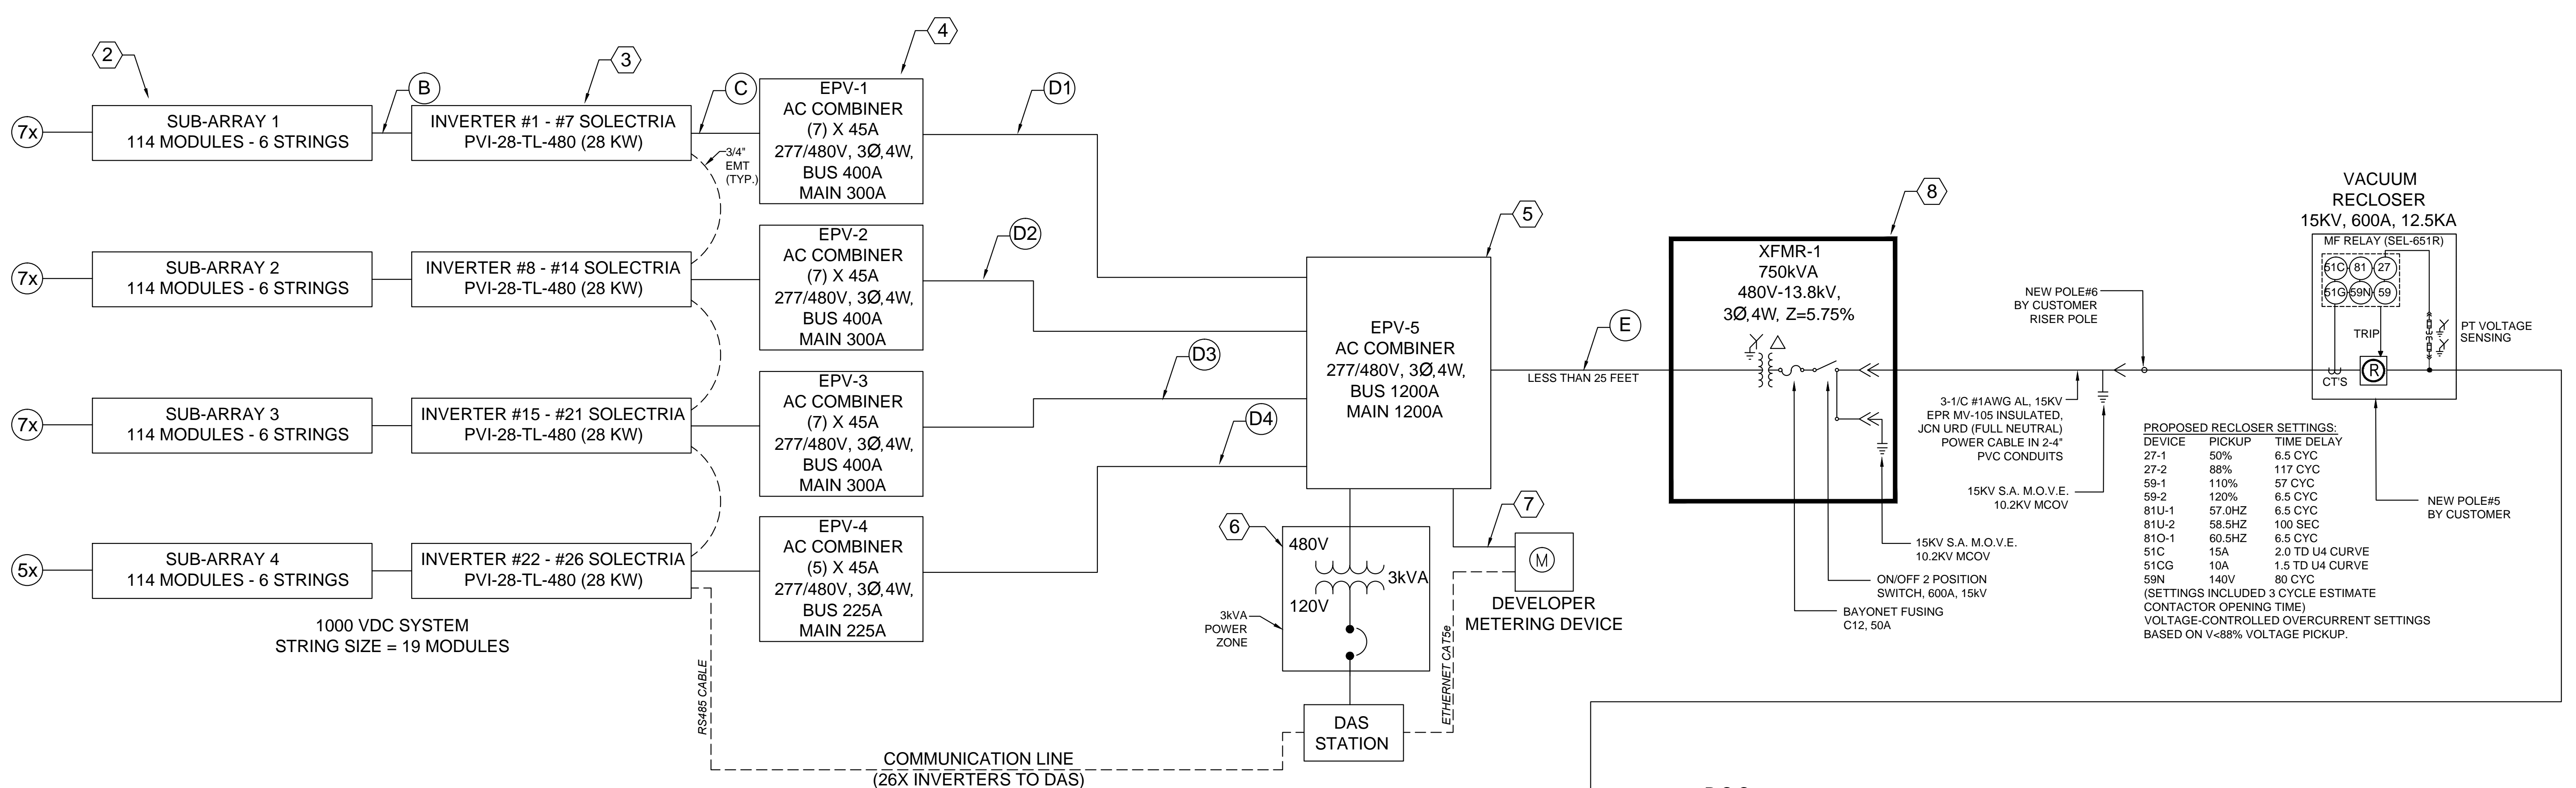 2
3
4
7x
SUB-ARRAY 1
114 MODULES - 6 STRINGS
B
INVERTER #1 - #7 SOLECTRIA
PVI-28-TL-480 (28 KW)
C
3/4"
EMT
(TYP.)
EPV-1
AC COMBINER
(7) X 45A
277/480V, 3Ø,4W,
BUS 400A
MAIN 300A
D1
7x
SUB-ARRAY 2
114 MODULES - 6 STRINGS
INVERTER #8 - #14 SOLECTRIA
PVI-28-TL-480 (28 KW)
EPV-2
AC COMBINER
(7) X 45A
277/480V, 3Ø,4W,
BUS 400A
MAIN 300A
D2
7x
SUB-ARRAY 3
114 MODULES - 6 STRINGS
INVERTER #15 - #21 SOLECTRIA
PVI-28-TL-480 (28 KW)
EPV-3
AC COMBINER
(7) X 45A
277/480V, 3Ø,4W,
BUS 400A
MAIN 300A
D3
5x
SUB-ARRAY 4
114 MODULES - 6 STRINGS
INVERTER #22 - #26 SOLECTRIA
PVI-28-TL-480 (28 KW)
EPV-4
AC COMBINER
(5) X 45A
277/480V, 3Ø,4W,
BUS 225A
MAIN 225A
D4
1000 VDC SYSTEM
STRING SIZE = 19 MODULES
RS485 CABLE
COMMUNICATION LINE
(26X INVERTERS TO DAS)
5
EPV-5
AC COMBINER
277/480V, 3Ø,4W,
BUS 1200A
MAIN 1200A
6
480V
3kVA
120V
3kVA
POWER
ZONE
DAS
STATION
ETHERNET CAT5e
7
M
DEVELOPER
METERING DEVICE
E
LESS THAN 25 FEET
8
XFMR-1
750kVA
480V-13.8kV,
3Ø,4W, Z=5.75%
15KV S.A. M.O.V.E.
10.2KV MCOV
ON/OFF 2 POSITION
SWITCH, 600A, 15kV
BAYONET FUSING
C12, 50A
NEW POLE#6
BY CUSTOMER
RISER POLE
3-1/C #1AWG AL, 15KV
EPR MV-105 INSULATED,
JCN URD (FULL NEUTRAL)
POWER CABLE IN 2-4"
PVC CONDUITS
15KV S.A. M.O.V.E.
10.2KV MCOV
VACUUM
RECLOSER
15KV, 600A, 12.5KA
MF RELAY (SEL-651R)
51C 81 27
51G 59N 59
TRIP
CT'S
R
PT VOLTAGE
SENSING
NEW POLE#5
BY CUSTOMER
PROPOSED RECLOSER SETTINGS:
DEVICE PICKUP TIME DELAY
27-1 50% 6.5 CYC
27-2 88% 117 CYC
59-1 110% 57 CYC
59-2 120% 6.5 CYC
81U-1 57.0HZ 6.5 CYC
81U-2 58.5HZ 100 SEC
81O-1 60.5HZ 6.5 CYC
51C 15A 2.0 TD U4 CURVE
51CG 10A 1.5 TD U4 CURVE
59N 140V 80 CYC
(SETTINGS INCLUDED 3 CYCLE ESTIMATE
CONTACTOR OPENING TIME)
VOLTAGE-CONTROLLED OVERCURRENT SETTINGS
BASED ON V<88% VOLTAGE PICKUP.